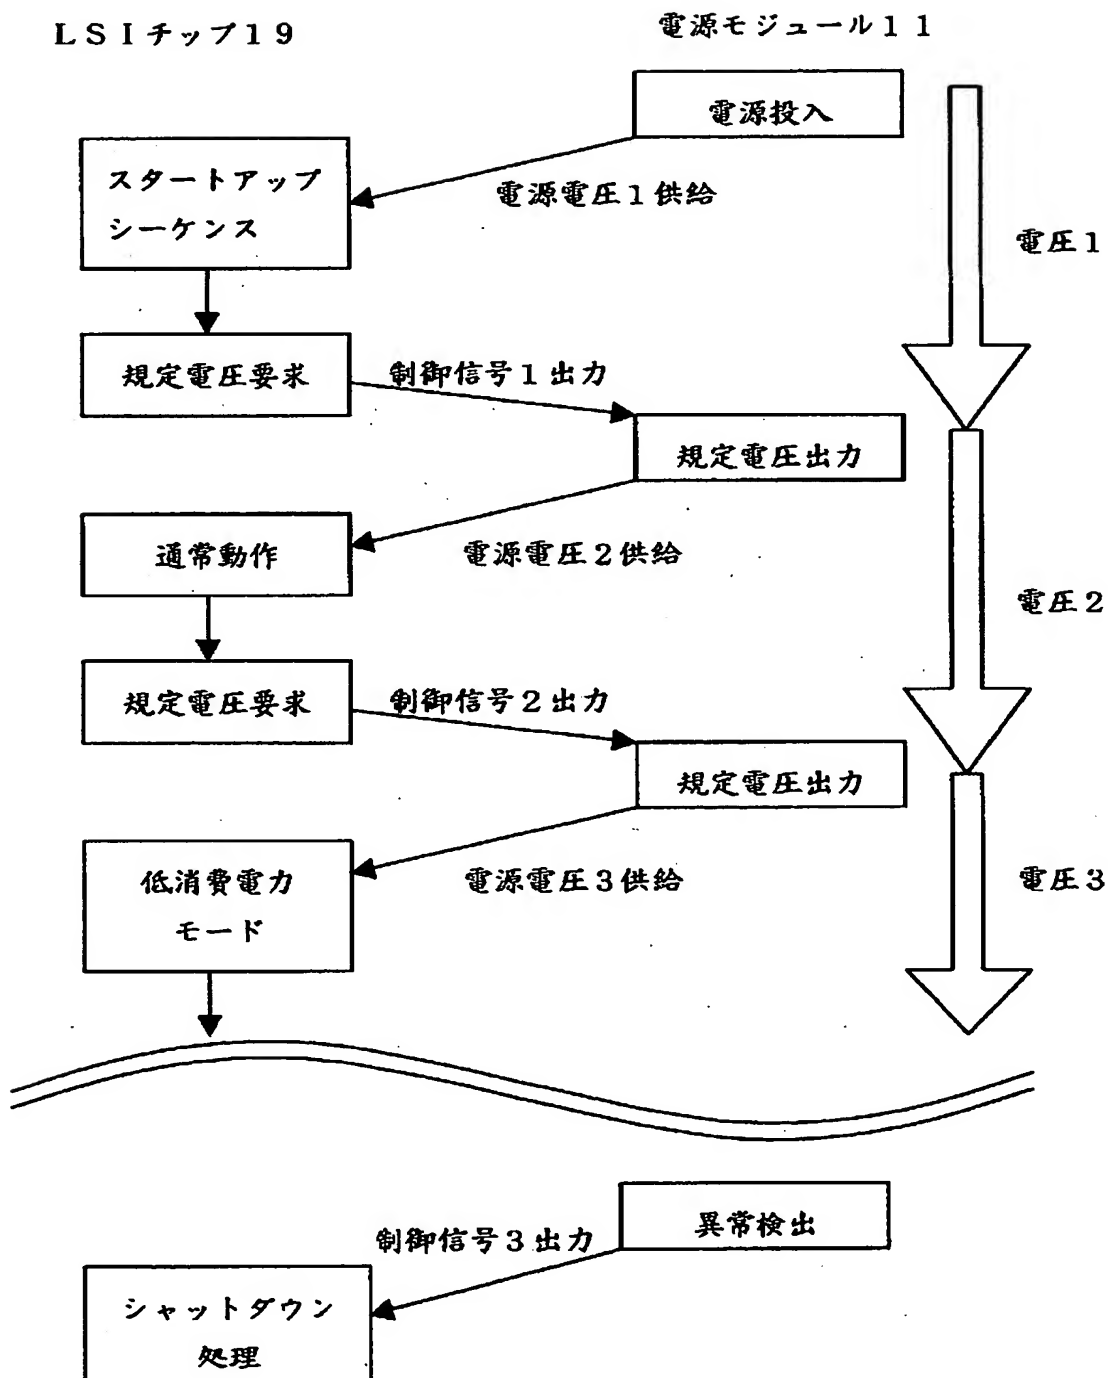 LSIチップ19
電源モジュール11
電源投入
スタートアップ
シーケンス
電源電圧1供給
電圧1
規定電圧要求
制御信号1出力
規定電圧出力
通常動作
電源電圧2供給
電圧2
規定電圧要求
制御信号2出力
規定電圧出力
低消費電力
モード
電源電圧3供給
電圧3
異常検出
制御信号3出力
シャットダウン
処理